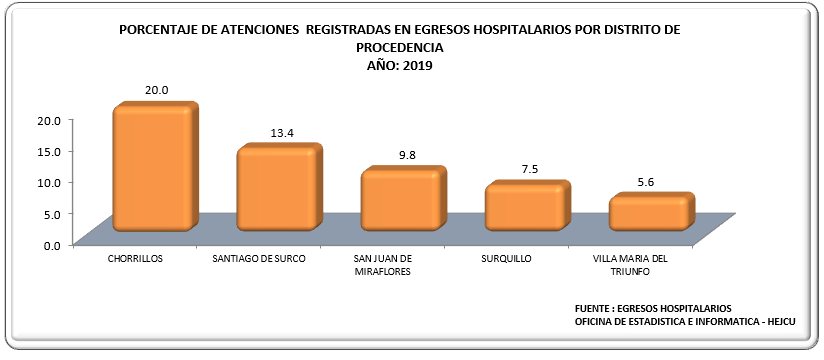 PORCENTAJE DE ATENCIONES  REGISTRADAS EN EGRESOS HOSPITALARIOS POR DISTRITO DE
PROCEDENCIA
AÑO: 2019
20.0
13.4
9.8
7.5
5.6
20.0
15.0
10.0
5.0
0.0
CHORRILLOS
SANTIAGO DE SURCO
SAN JUAN DE
MIRAFLORES
SURQUILLO
VILLA MARIA DEL
TRIUNFO
FUENTE : EGRESOS HOSPITALARIOS
OFICINA DE ESTADISTICA E INFORMATICA - HEJCU